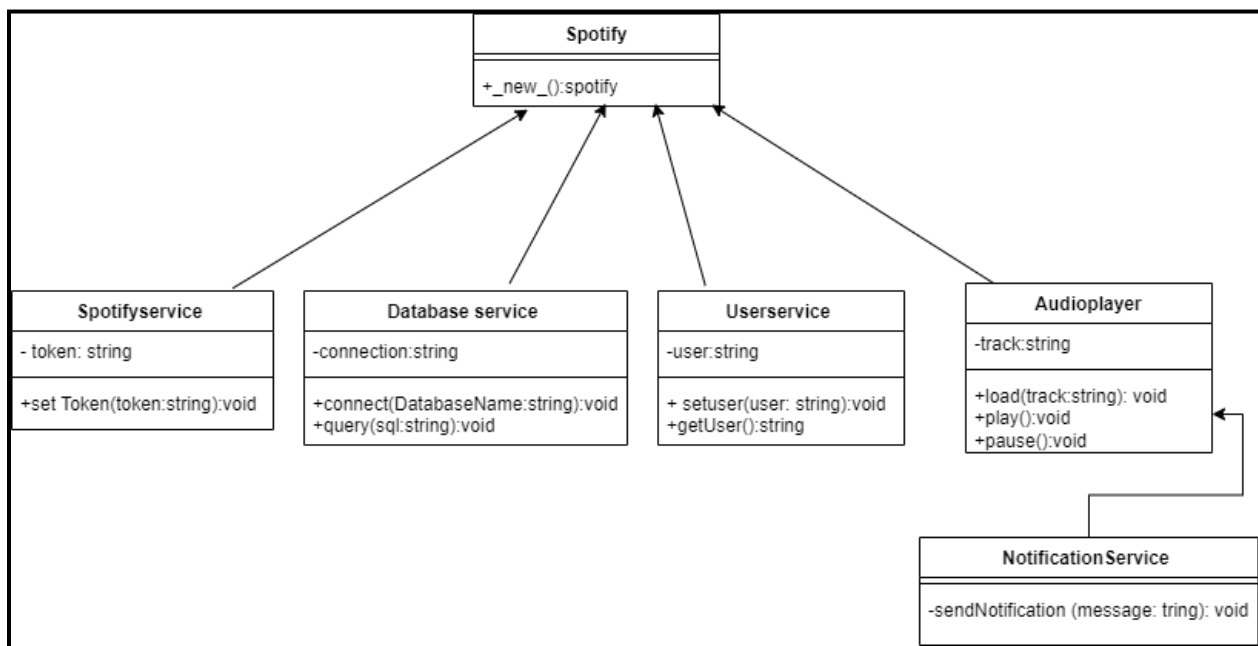 Spotify
+_new_():spotify
Spotifyservice
- token: string
+set Token(token:string):void
Database service
-connection:string
+connect(DatabaseName:string):void
+query(sql:string):void
Userservice
-user:string
+ setuser(user: string):void
+getUser():string
Audioplayer
-track:string
+load(track:string): void
+play():void
+pause():void
NotificationService
-sendNotification (message: tring): void